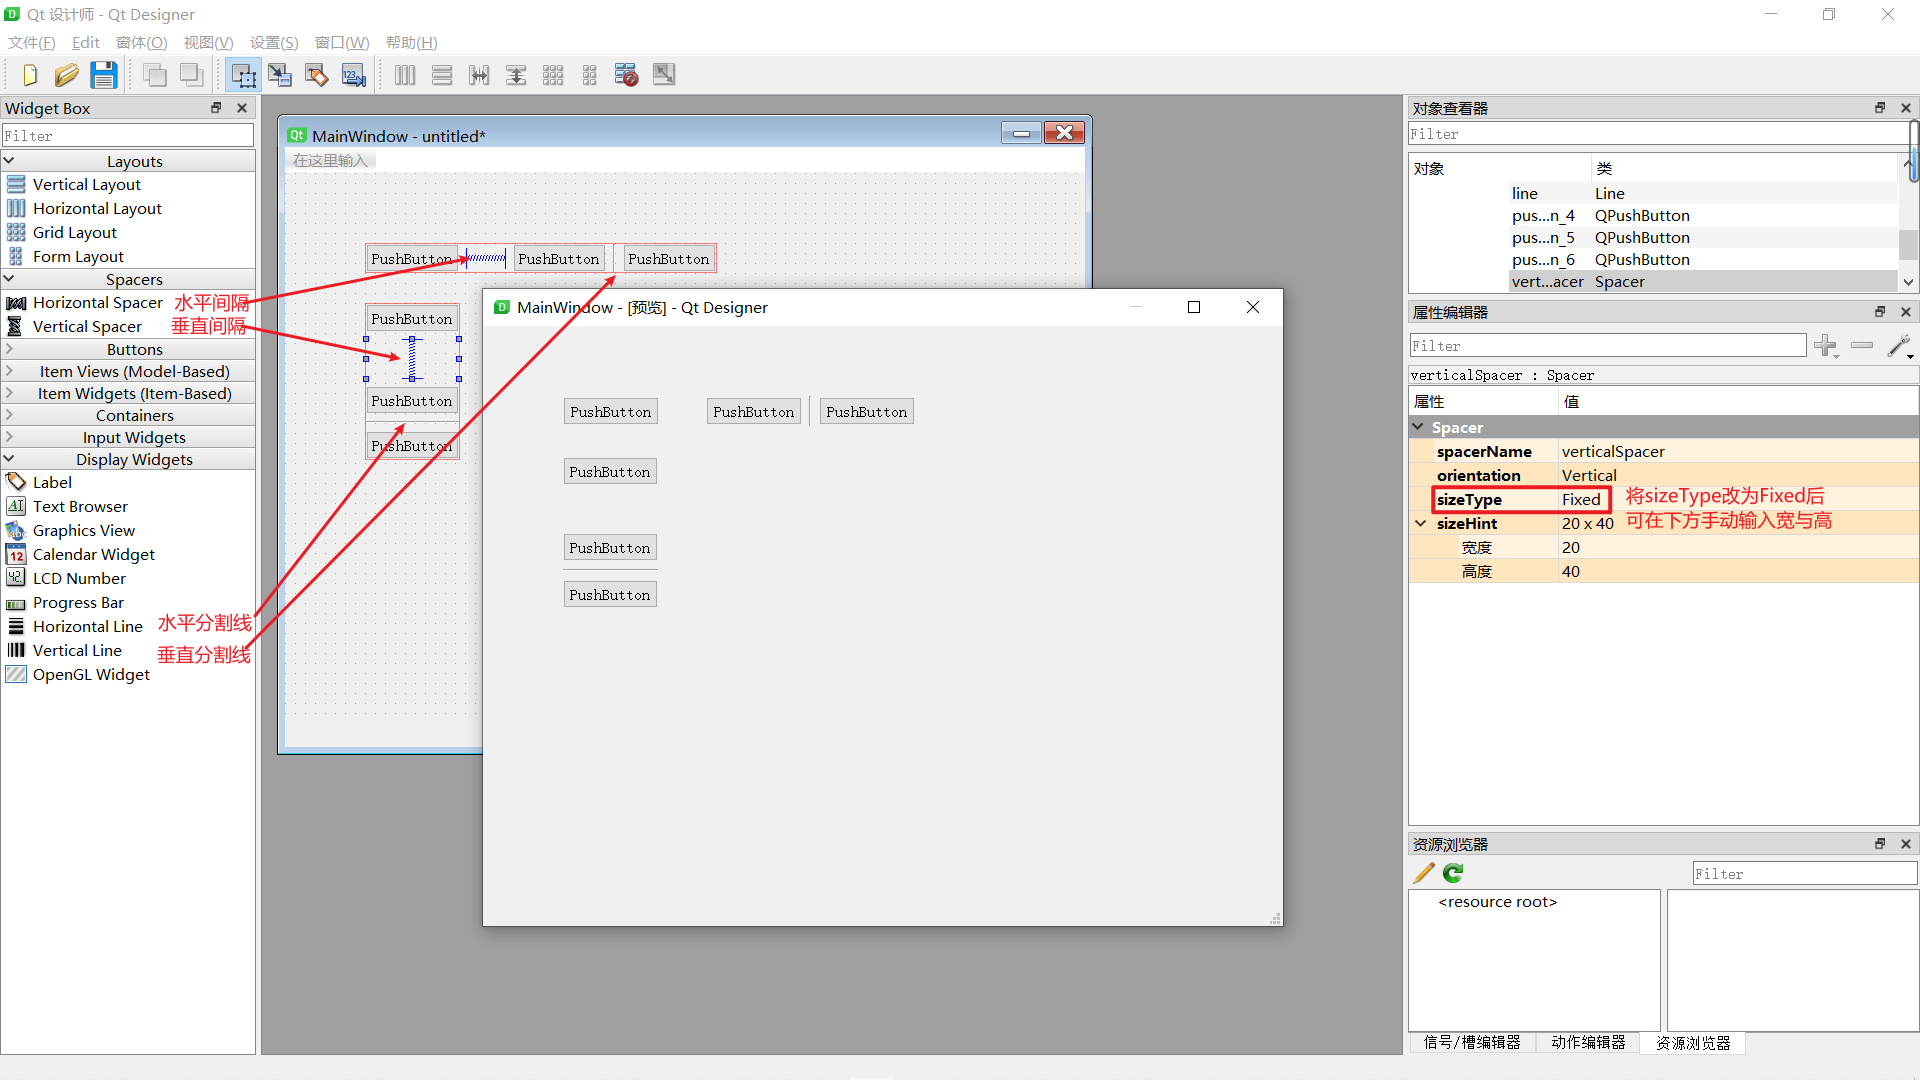 Qt 设计师 - Qt Designer
文件(F) Edit 窗体(O) 视图(V) 设置(S) 窗口(W) 帮助(H)
Widget Box
Filter
Layouts
Vertical Layout
Horizontal Layout
Grid Layout
Form Layout
Spacers
Horizontal Spacer 水平间隔
Vertical Spacer 垂直间隔
Buttons
Item Views (Model-Based)
Item Widgets (Item-Based)
Containers
Input Widgets
Display Widgets
Label
Text Browser
Graphics View
Calendar Widget
LCD Number
Progress Bar
Horizontal Line 水平分割线
Vertical Line 垂直分割线
OpenGL Widget
MainWindow - untitled*
在这里输入
PushButton PushButton PushButton
PushButton
PushButton
PushButton
MainWindow - [预览] - Qt Designer
PushButton PushButton PushButton
PushButton
PushButton
PushButton
对象查看器
Filter
对象 类
line Line
pus...n_4 QPushButton
pus...n_5 QPushButton
pus...n_6 QPushButton
vert...acer Spacer
属性编辑器
Filter
verticalSpacer : Spacer
属性 值
Spacer
spacerName verticalSpacer
orientation Vertical
sizeType Fixed
sizeHint 20 x 40
宽度 20
高度 40
将sizeType改为Fixed后
可在下方手动输入宽与高
资源浏览器
Filter
<resource root>
信号/槽编辑器 动作编辑器 资源浏览器